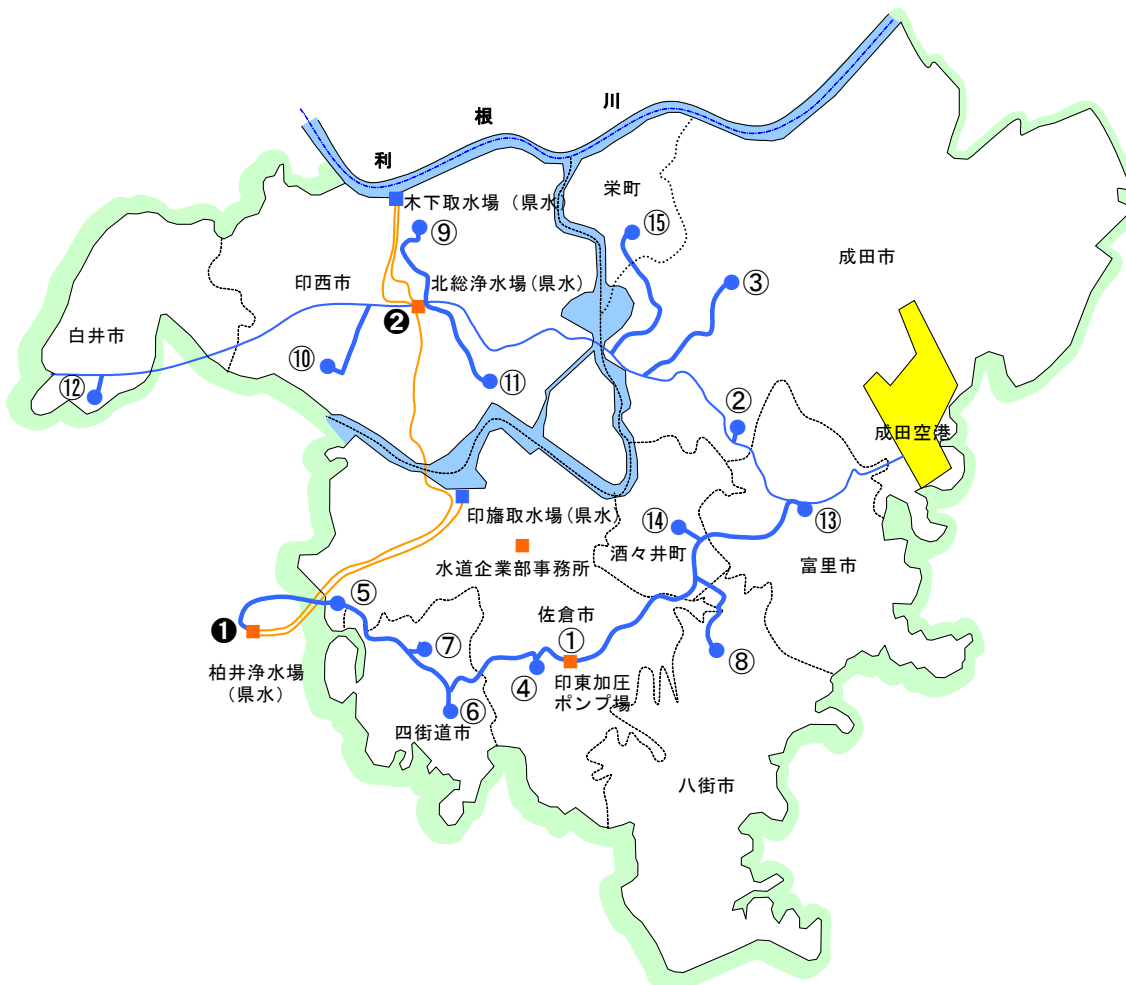 利
根
川
木下取水場（県水）
栄町
⑨
⑮
成田市
③
印西市
北総浄水場(県水)
❷
白井市
⑩
⑪
⑫
②
成田空港
印旛取水場(県水)
⑭
⑬
水道企業部事務所
酒々井町
富里市
⑤
佐倉市
❶
⑦
①
⑧
柏井浄水場
（県水）
④
印東加圧
ポンプ場
⑥
四街道市
八街市